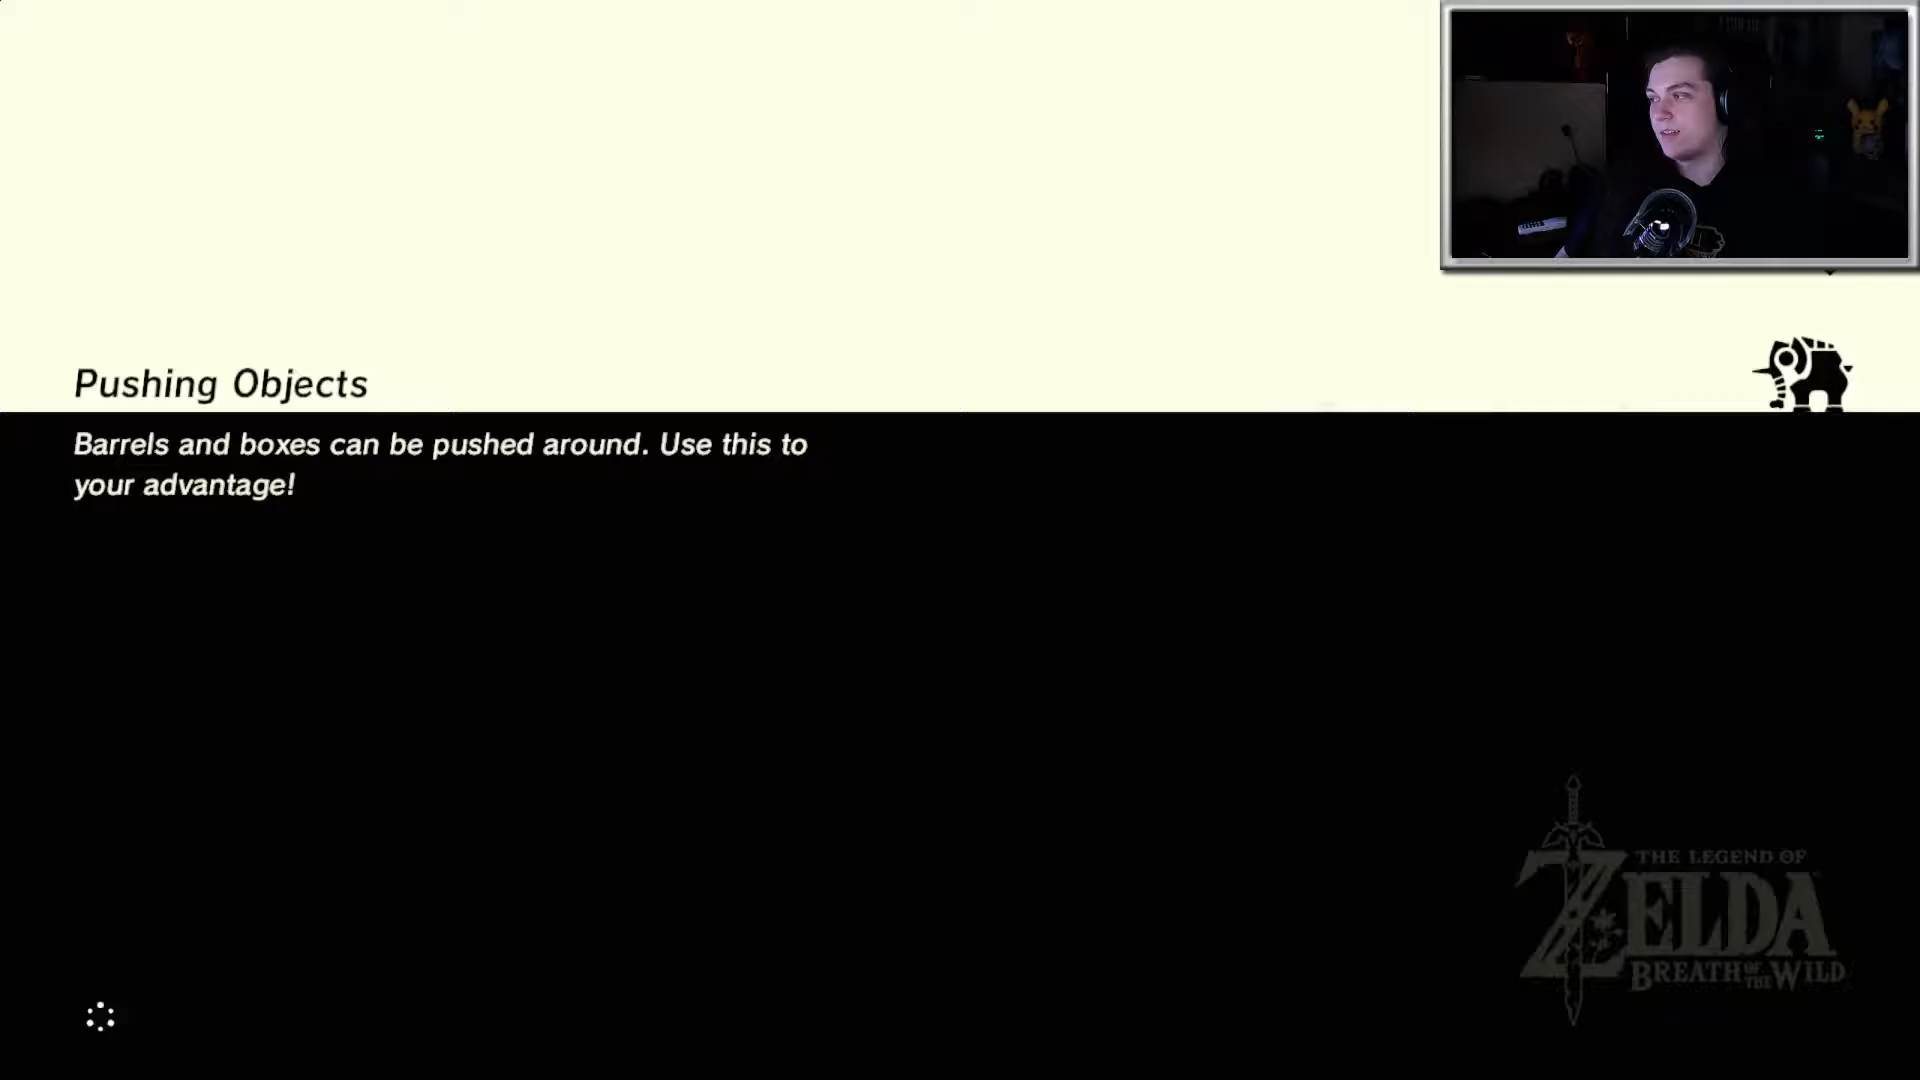 Pushing Objects
Barrels and boxes can be pushed around. Use this to
your advantage!
THE LEGEND OF
ZELDA
BREATH OF THE WILD